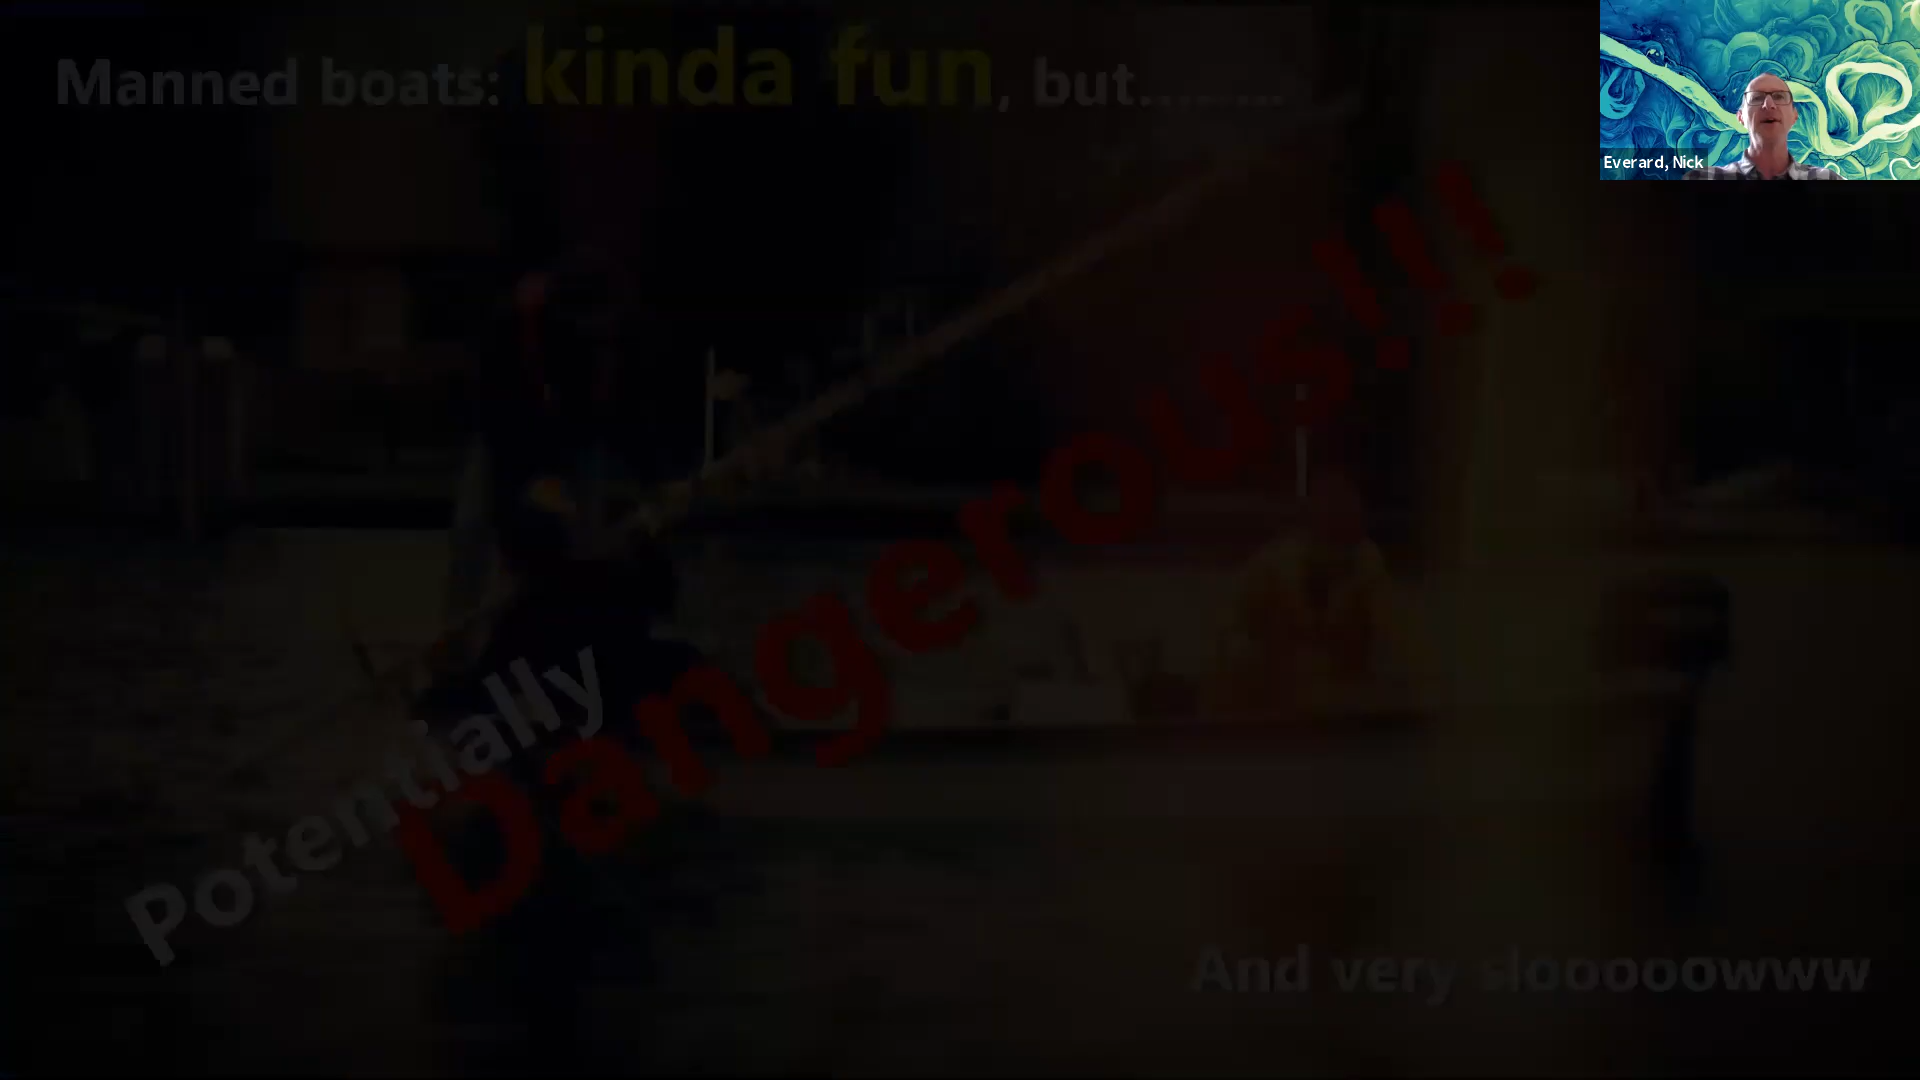 Manned boats: kinda fun, but.........
Everard, Nick
Potentially
Dangerous!!!
And very slooooowww